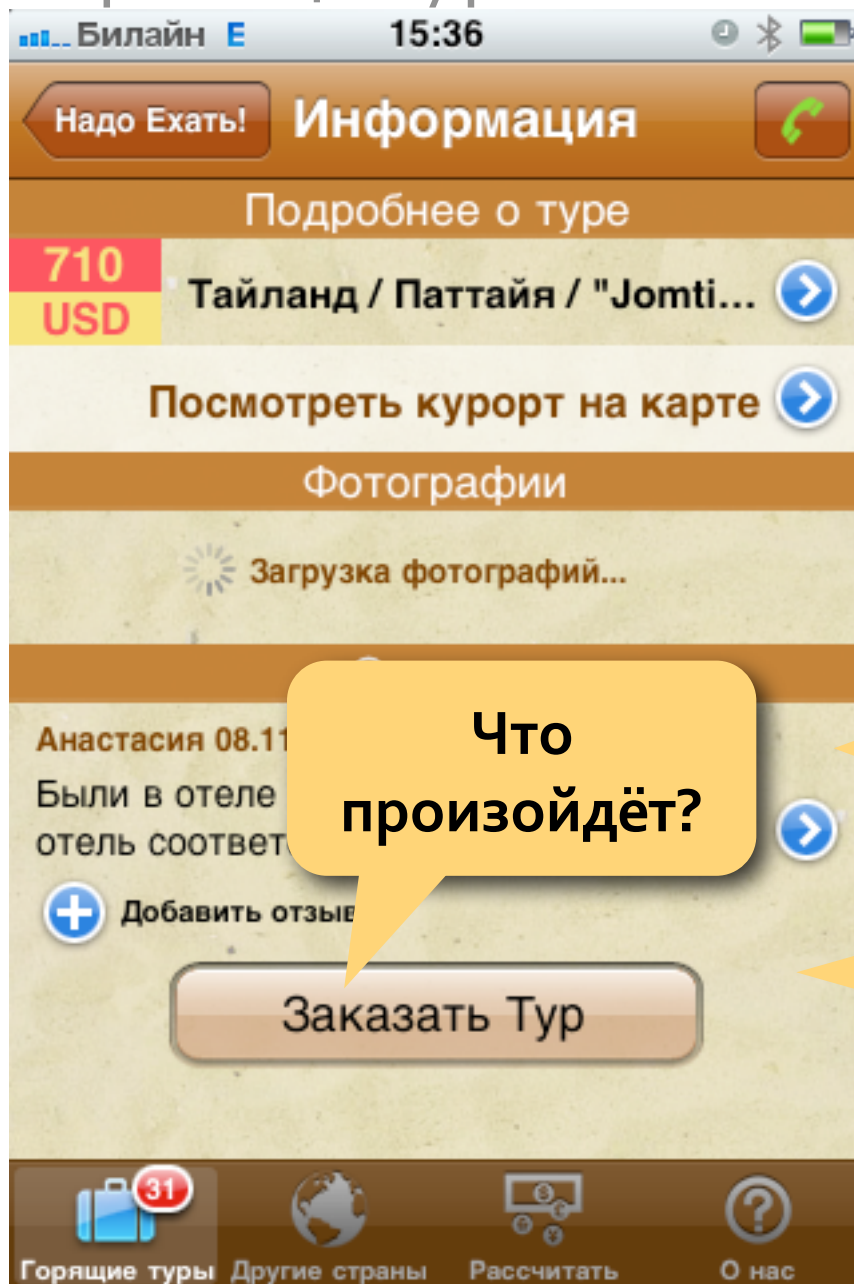 Билайн E 15:36
Надо Ехать! Информация
Подробнее о туре
710
USD
Тайланд / Паттайя / "Jomti...
Посмотреть курорт на карте
Фотографии
Загрузка фотографий...
Что
произойдёт?
Анастасия 08.11
Были в отеле
отель соответ
Добавить отзыв
Заказать Тур
31
Горящие туры Другие страны Рассчитать О нас